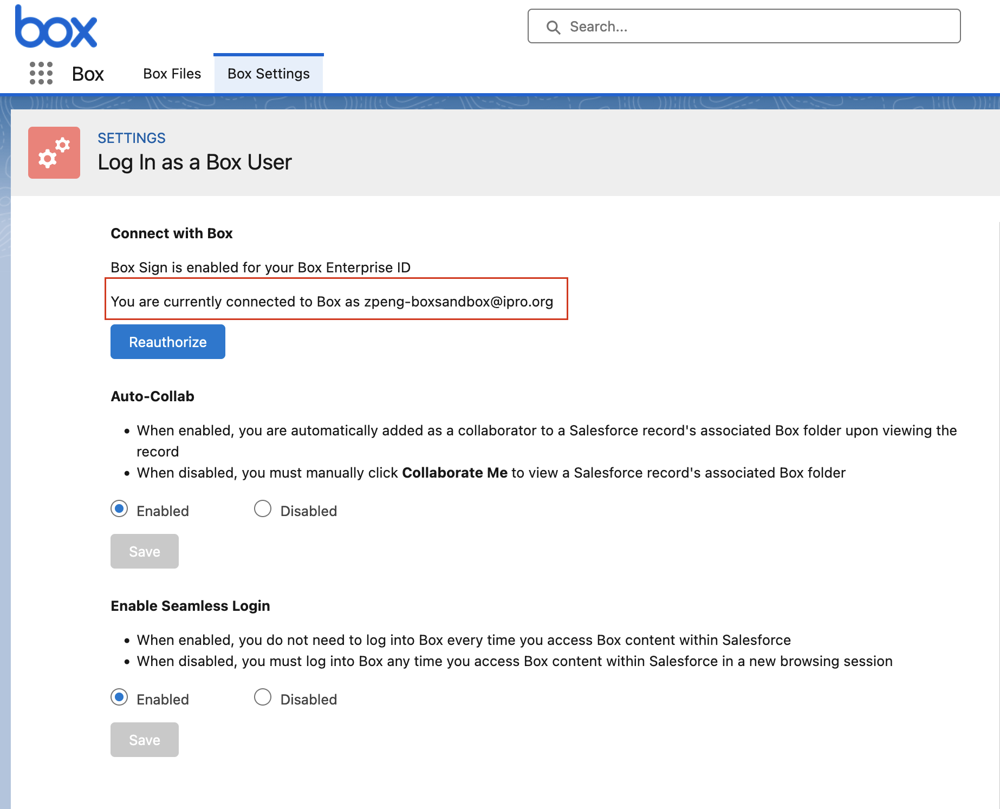 box
Search...
Box
Box Files
Box Settings
SETTINGS
Log In as a Box User
Connect with Box
Box Sign is enabled for your Box Enterprise ID
You are currently connected to Box as zpeng-boxsandbox@ipro.org
Reauthorize
Auto-Collab
• When enabled, you are automatically added as a collaborator to a Salesforce record's associated Box folder upon viewing the
record
• When disabled, you must manually click Collaborate Me to view a Salesforce record's associated Box folder
Enabled
Disabled
Save
Enable Seamless Login
• When enabled, you do not need to log into Box every time you access Box content within Salesforce
• When disabled, you must log into Box any time you access Box content within Salesforce in a new browsing session
Enabled
Disabled
Save